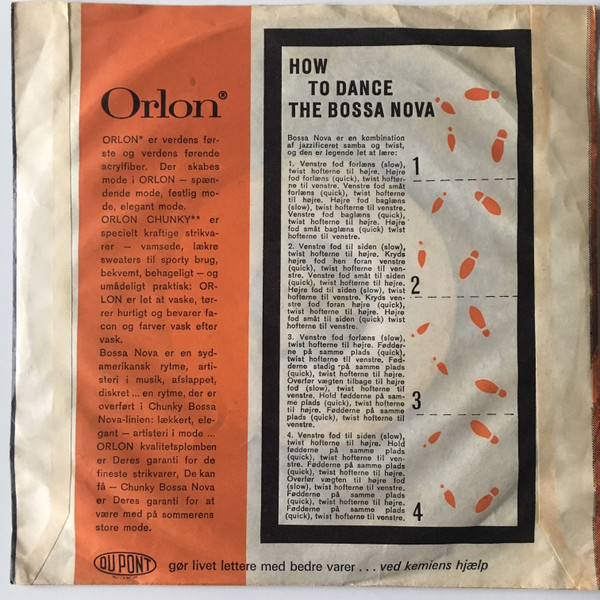 Orlon®
ORLON* er verdens før-
ste og verdens førende
acrylfiber. Der skabes
mode i ORLON — spæn-
dende mode, festlig mo-
de, elegant mode.
ORLON CHUNKY** er
specielt kraftige strikva-
rer — vamsede, lækre
sweaters til sporty brug,
bekvemt, behageligt — og
umådeligt praktisk: OR-
LON er let at vaske, tør-
rer hurtigt og bevarer fa-
con og farver vask efter
vask.
Bossa Nova er en syd-
amerikansk rytme, arti-
steri i musik, afslappet,
diskret ... en rytme, der er
overført i Chunky Bossa
Nova-linien: lækkert, ele-
gant — artisteri i mode ...
ORLON kvalitetsplomben
er Deres garanti for de
fineste strikvarer, De kan
få — Chunky Bossa Nova
er Deres garanti for at
være med på sommerens
store mode.
HOW
TO DANCE
THE BOSSA NOVA
Bossa Nova er en kombination
af jazzificeret samba og twist,
og den er legende let at lære:
1. Venstre fod forlæns (slow),
twist hofterne til højre. Højre
fod forlæns (quick), twist hofter-
ne til venstre. Venstre fod småt
forlæns (quick), twist hofterne
til højre. Højre fod baglæns
(slow), twist hofterne til venstre.
Venstre fod baglæns (quick),
twist hofterne til højre. Højre
fod småt baglæns (quick) twist
hofterne til venstre.
2. Venstre fod til siden (slow),
twist hofterne til højre. Kryds
højre fod hen foran venstre
(quick), twist hofterne til ven-
stre. Venstre fod småt til siden
(quick), twist hofterne til højre.
Højre fod til siden (slow), twist
hofterne til venstre. Kryds ven-
stre fod foran højre (quick),
twist hofterne til højre. Højre
fod småt til siden (quick) twist
hofterne til venstre.
3. Venstre fod forlæns (slow),
twist hofterne til højre. Fødder-
ne på samme plads (quick),
twist hofterne til venstre. Fød-
derne stadig på samme plads
(quick), twist hofterne til højre.
Overfør vægten tilbage til højre
fod (slow), twist hofterne til
venstre. Hold fødderne på sam-
me plads (quick), twist hofterne
til højre. Fødderne på samme
plads (quick), twist hofterne til
venstre.
4. Venstre fod til siden (slow),
twist hofterne til højre. Hold
fødderne på samme plads
(quick), twist hofterne til ven-
stre. Fødderne på samme plads
(quick), twist hofterne til højre.
Overfør vægten til højre fod
(slow), twist hofterne til venstre.
Fødderne på samme plads
(quick), twist hofterne til højre.
Fødderne på samme plads
(quick), twist hofterne til venstre.
1
2
3
4
DU PONT
gør livet lettere med bedre varer . . . ved kemiens hjælp